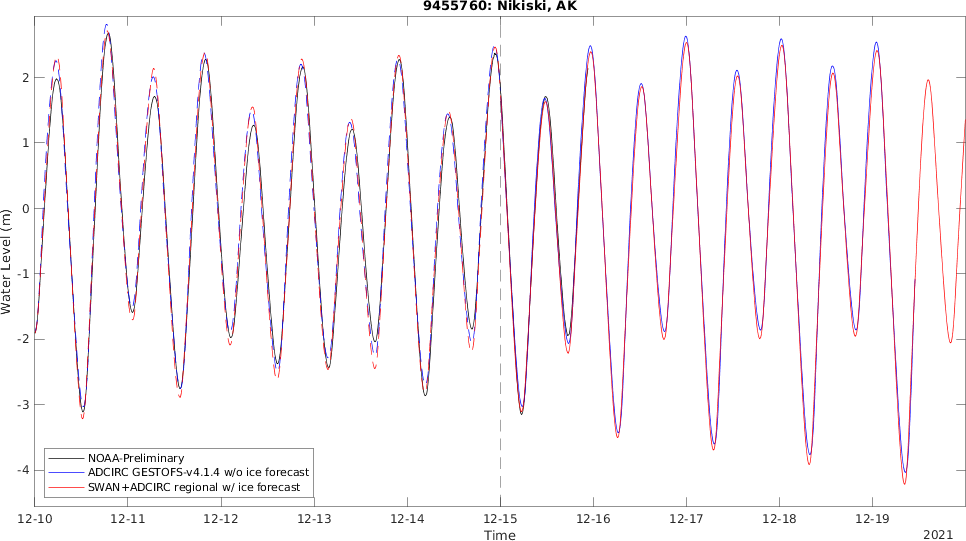 9455760: Nikiski, AK
Water Level (m)
2
1
0
-1
-2
-3
-4
NOAA-Preliminary
ADCIRC GESTOFS-v4.1.4 w/o ice forecast
SWAN+ADCIRC regional w/ ice forecast
12-10 12-11 12-12 12-13 12-14 12-15 12-16 12-17 12-18 12-19
Time
2021